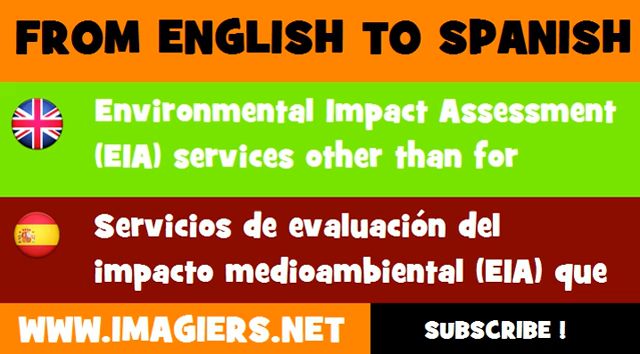 FROM ENGLISH TO SPANISH
Environmental Impact Assessment
(EIA) services other than for
Servicios de evaluación del
impacto medioambiental (EIA) que
WWW.IMAGIERS.NET
SUBSCRIBE !